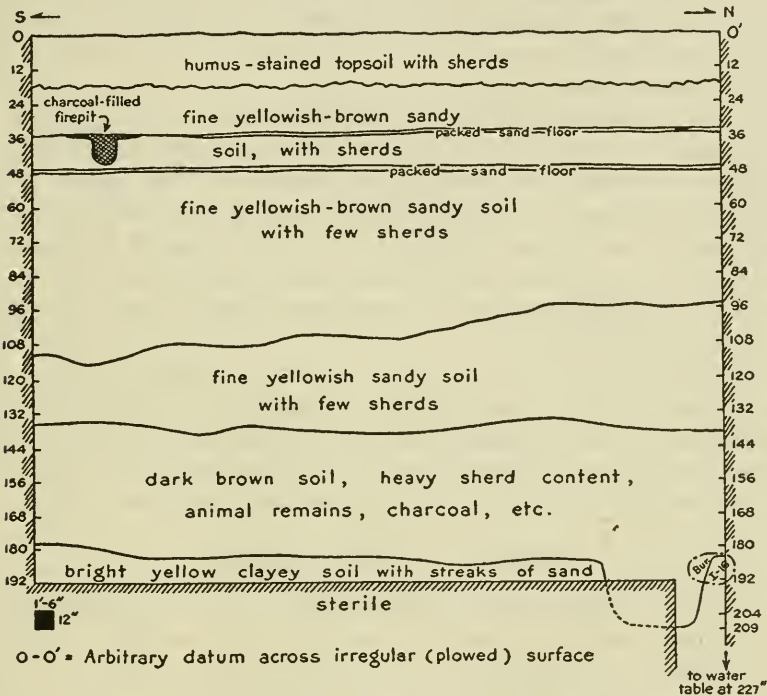 S N
O O'
humus-stained topsoil with sherds
12 12
24 24
charcoal-filled
firepit
fine yellowish-brown sandy
packed sand floor
36 36
soil, with sherds
48 48
packed sand floor
60 60
fine yellowish-brown sandy soil
with few sherds
72 72
84 84
96 96
108 108
120 120
fine yellowish sandy soil
with few sherds
132 132
144 144
156 156
dark brown soil, heavy sherd content,
animal remains, charcoal, etc.
168 168
180 180
bright yellow clayey soil with streaks of sand
Bur.
I-16
192 192
sterile
1'-6"
12"
204
209
O-O' = Arbitrary datum across irregular (plowed) surface
to water
table at 227"